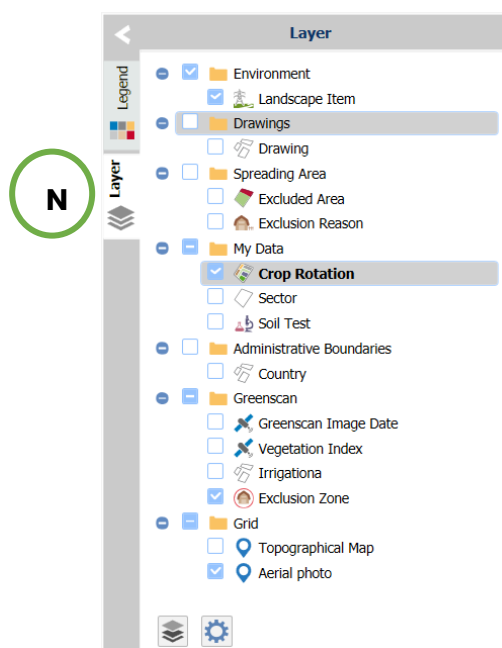 Layer
Legend
Layer
N
Environment
Landscape Item
Drawings
Drawing
Spreading Area
Excluded Area
Exclusion Reason
My Data
Crop Rotation
Sector
Soil Test
Administrative Boundaries
Country
Greenscan
Greenscan Image Date
Vegetation Index
Irrigationa
Exclusion Zone
Grid
Topographical Map
Aerial photo